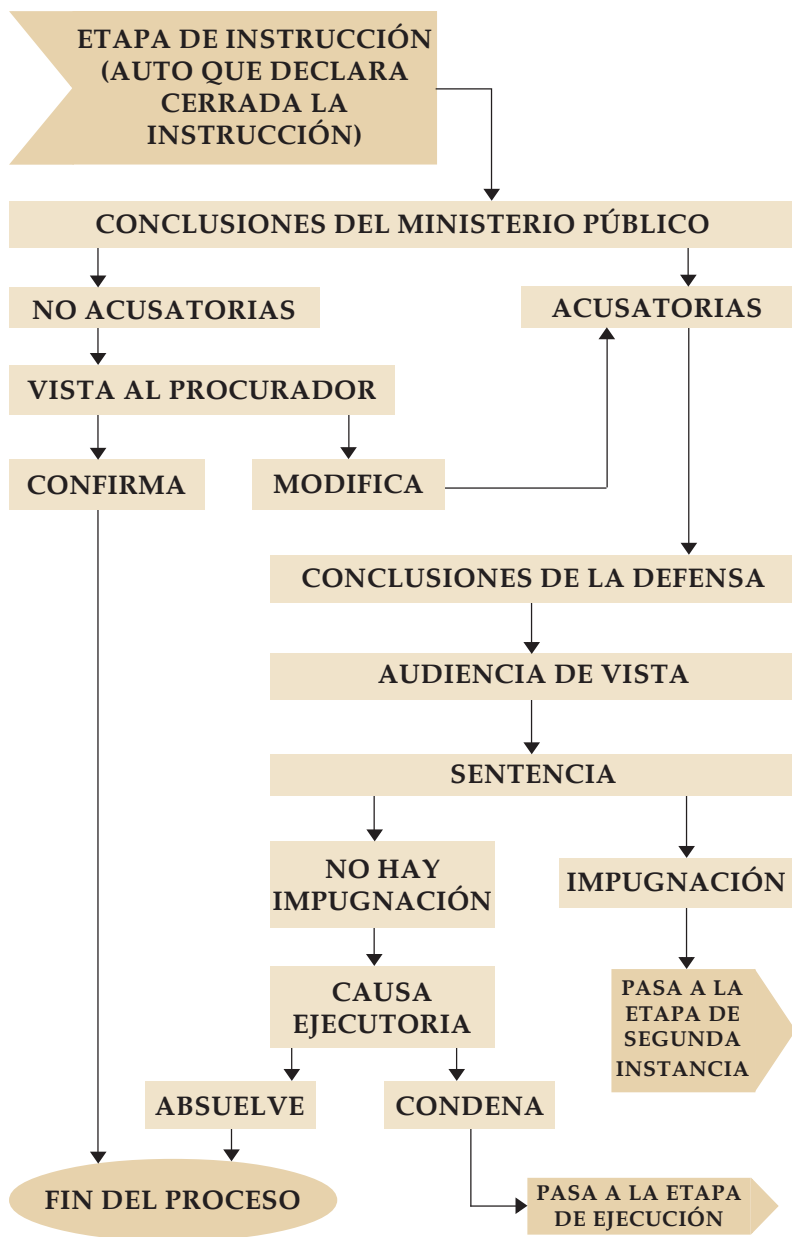 ETAPA DE INSTRUCCIÓN
(AUTO QUE DECLARA
CERRADA LA
INSTRUCCIÓN)
CONCLUSIONES DEL MINISTERIO PÚBLICO
NO ACUSATORIAS
ACUSATORIAS
VISTA AL PROCURADOR
CONFIRMA
MODIFICA
CONCLUSIONES DE LA DEFENSA
AUDIENCIA DE VISTA
SENTENCIA
NO HAY
IMPUGNACIÓN
IMPUGNACIÓN
CAUSA
EJECUTORIA
PASA A LA
ETAPA DE
SEGUNDA
INSTANCIA
ABSUELVE
CONDENA
FIN DEL PROCESO
PASA A LA ETAPA
DE EJECUCIÓN